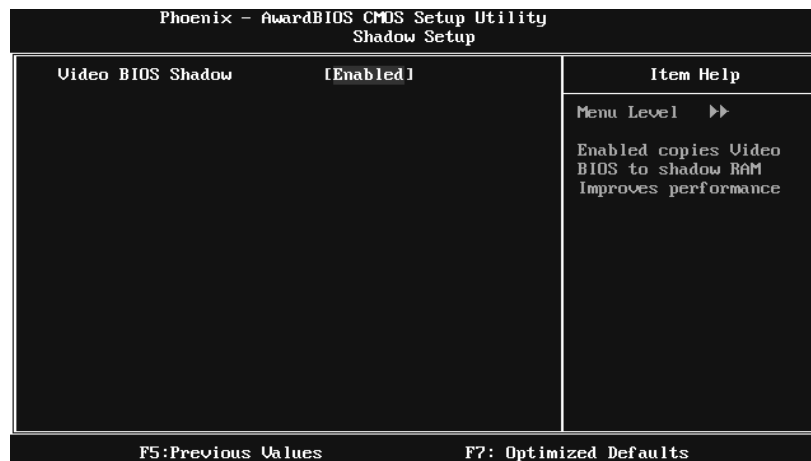 Phoenix - AwardBIOS CMOS Setup Utility
Shadow Setup
Video BIOS Shadow [Enabled]
Item Help
Menu Level ▶▶
Enabled copies Video
BIOS to shadow RAM
Improves performance
F5:Previous Values F7: Optimized Defaults